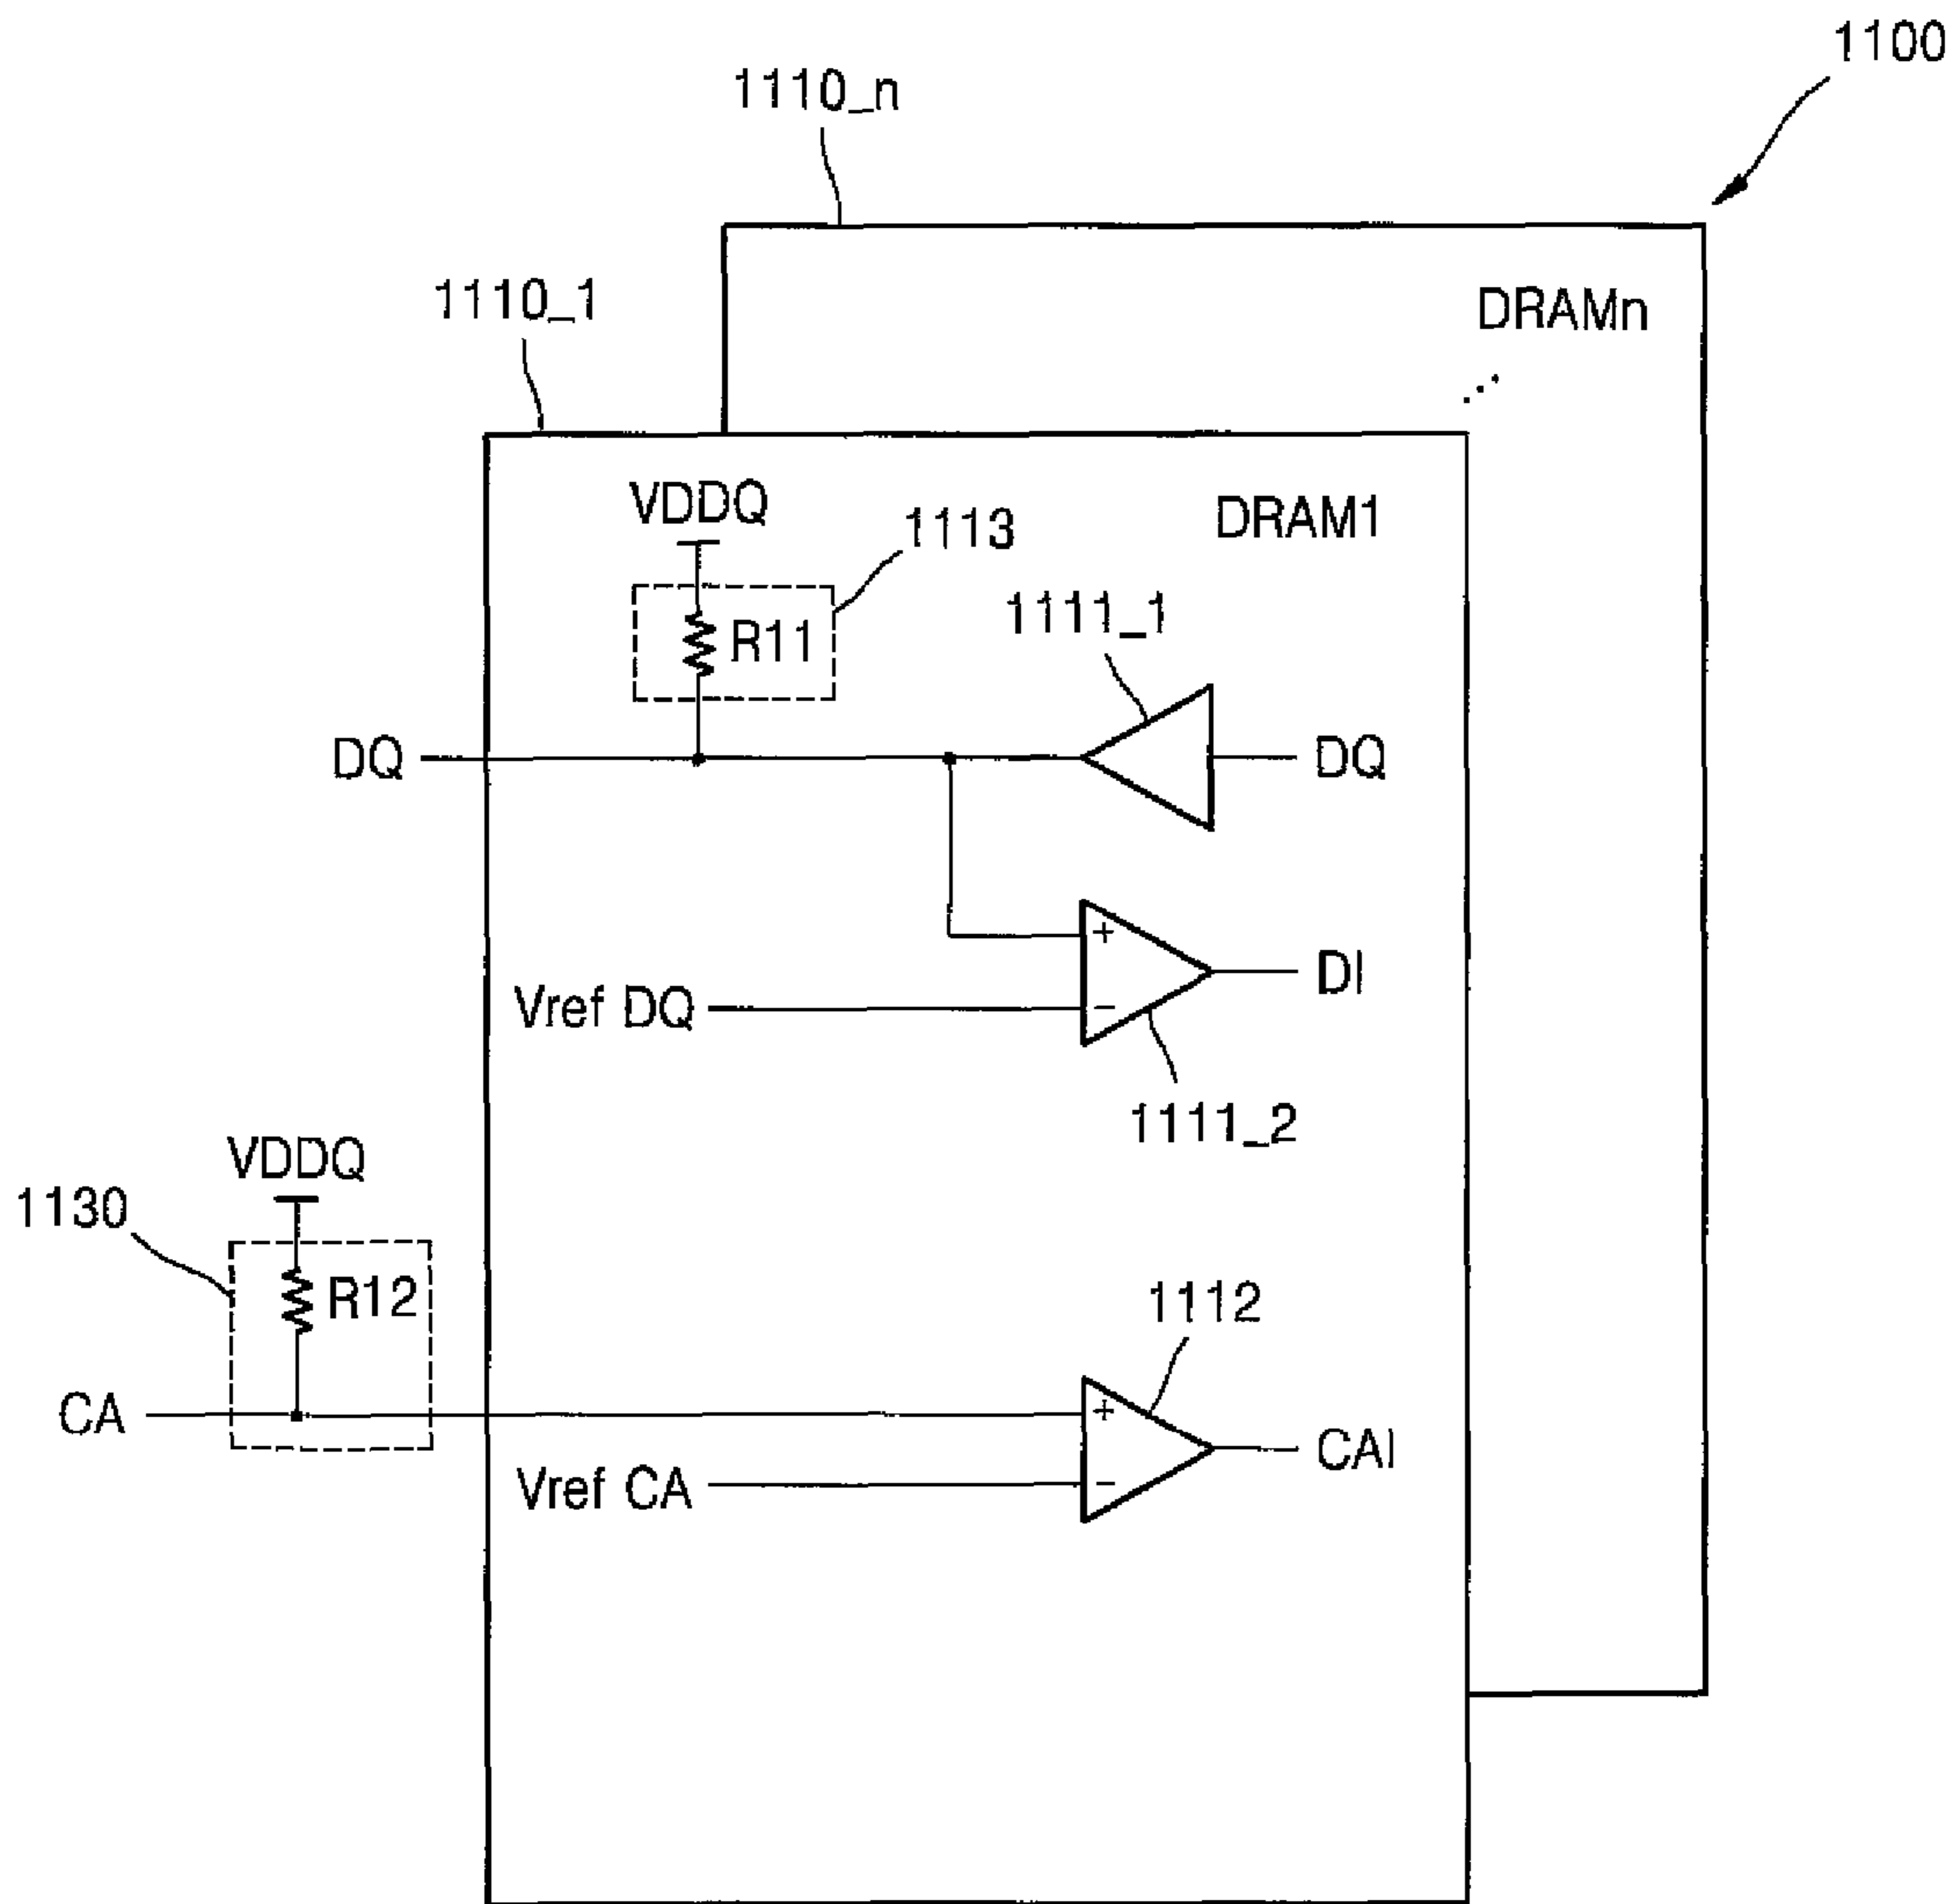 1100
1110_n
1110_1
DRAMn
VDDQ
1113
DRAM1
R11
1111_1
DQ
DQ
+
DI
Vref DQ
-
1111_2
VDDQ
1130
R12
1112
CA
+
CAI
Vref CA
-